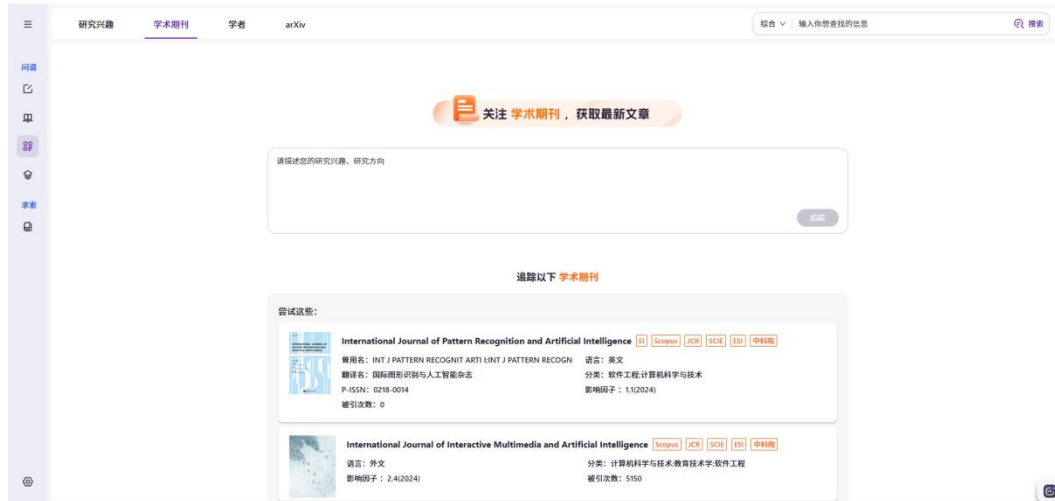 研究兴趣 学术期刊 学者 arXiv 综合 输入你想查找的信息 搜索
问道
求索
关注 学术期刊 ，获取最新文章
请描述您的研究兴趣、研究方向
追踪
追踪以下 学术期刊
尝试这些：
International Journal of Pattern Recognition and Artificial Intelligence EI Scopus JCR SCIE ESI 中科院
曾用名：INT J PATTERN RECOGNIT ARTI I;INT J PATTERN RECOGN 语言：英文
翻译名：国际图形识别与人工智能杂志 分类：软件工程;计算机科学与技术
P-ISSN：0218-0014 影响因子 ：1.1(2024)
被引次数：0
International Journal of Interactive Multimedia and Artificial Intelligence Scopus JCR SCIE ESI 中科院
语言：外文 分类：计算机科学与技术;教育技术学;软件工程
影响因子 ：2.4(2024) 被引次数：5150